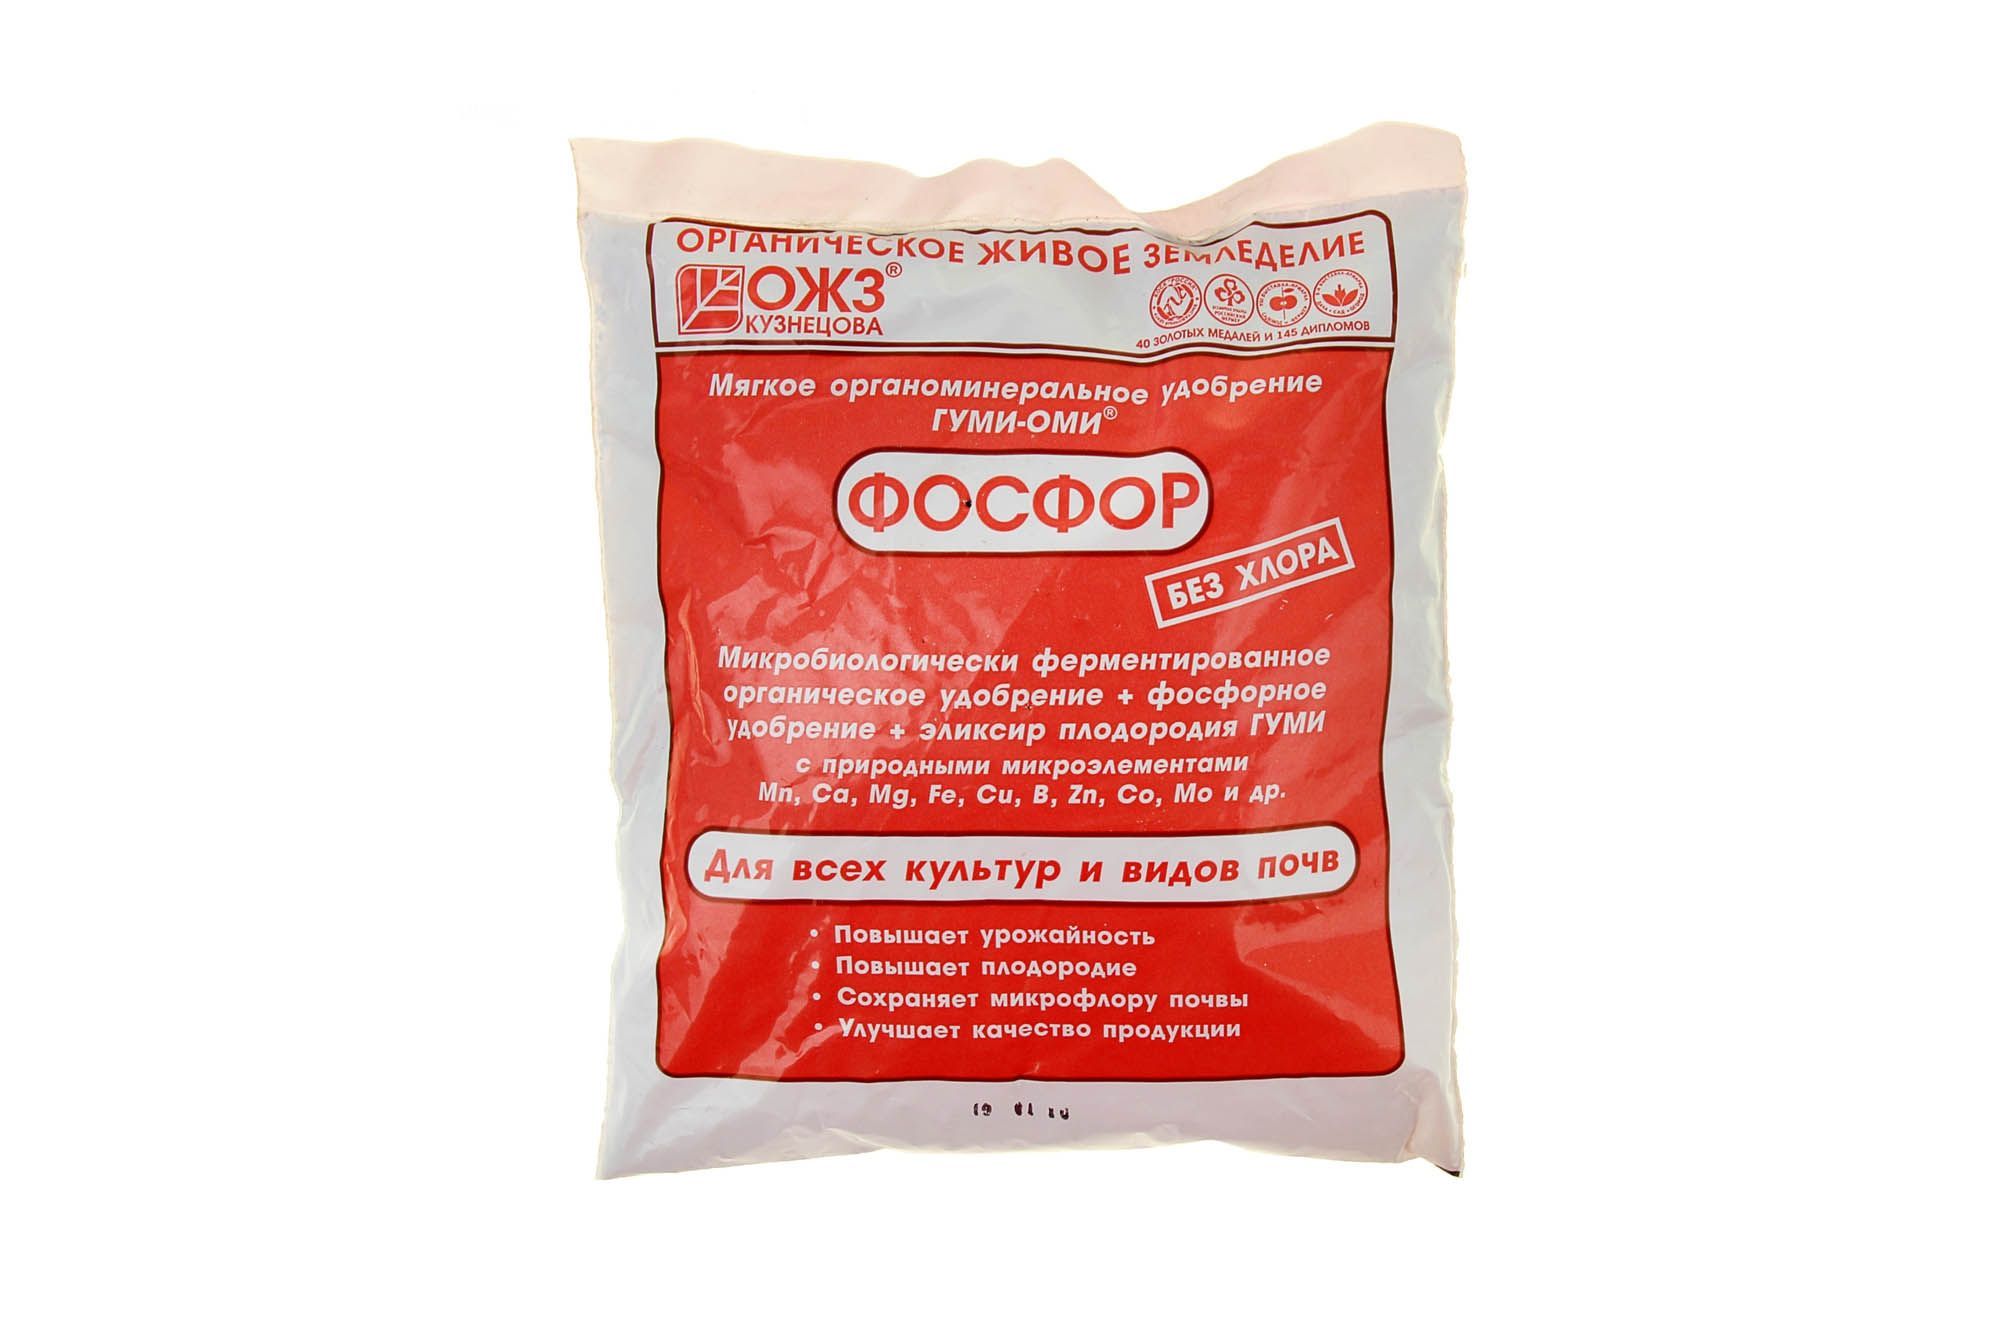 ОРГАНИЧЕСКОЕ ЖИВОЕ ЗЕМЛЕДЕЛИЕ
ОЖЗ®
КУЗНЕЦОВА
40 ЗОЛОТЫХ МЕДАЛЕЙ И 145 ДИПЛОМОВ
Мягкое органоминеральное удобрение
ГУМИ-ОМИ®
ФОСФОР
БЕЗ ХЛОРА
Микробиологически ферментированное
органическое удобрение + фосфорное
удобрение + эликсир плодородия ГУМИ
с природными микроэлементами
Mn, Ca, Mg, Fe, Cu, B, Zn, Co, Mo и др.
Для всех культур и видов почв
• Повышает урожайность
• Повышает плодородие
• Сохраняет микрофлору почвы
• Улучшает качество продукции